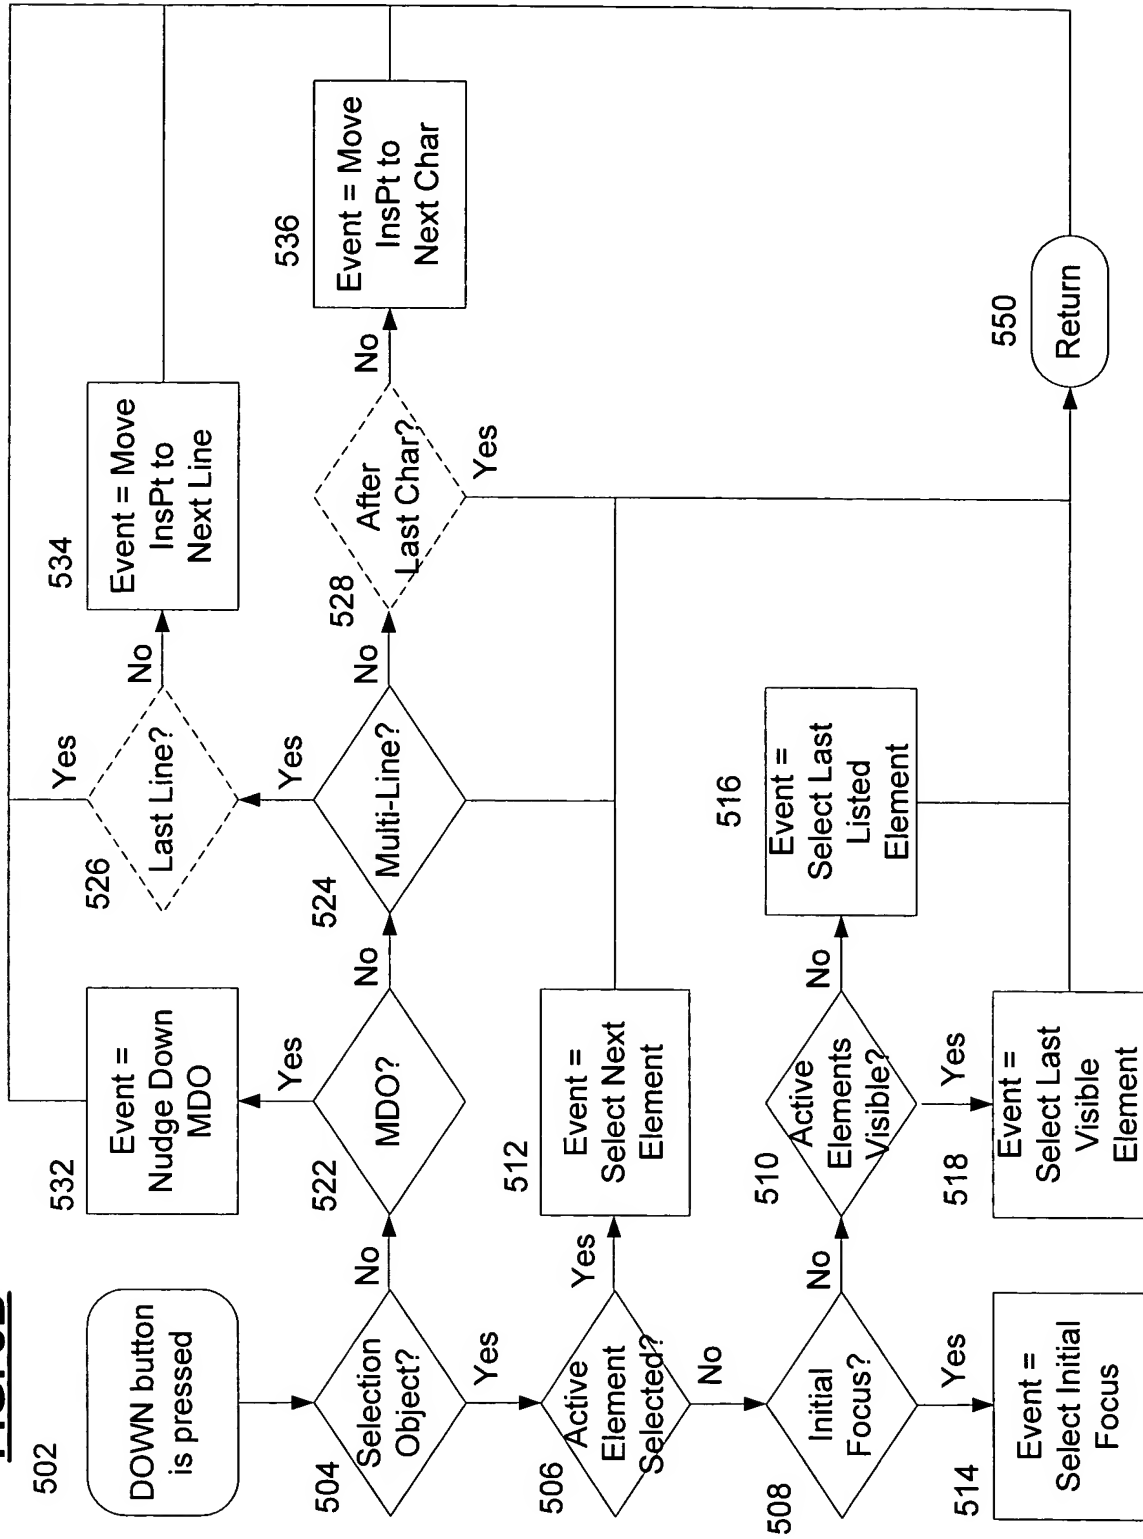 502
DOWN button
is pressed
504
Selection
Object?
No
Yes
522
MDO?
Yes
No
532
Event =
Nudge Down
MDO
524
Multi-Line?
Yes
No
526
Last Line?
Yes
No
534
Event = Move
InsPt to
Next Line
528
After
Last Char?
No
Yes
536
Event = Move
InsPt to
Next Char
506
Active
Element
Selected?
Yes
No
512
Event =
Select Next
Element
508
Initial
Focus?
No
Yes
510
Active
Elements
Visible?
No
Yes
516
Event =
Select Last
Listed
Element
514
Event =
Select Initial
Focus
518
Event =
Select Last
Visible
Element
550
Return